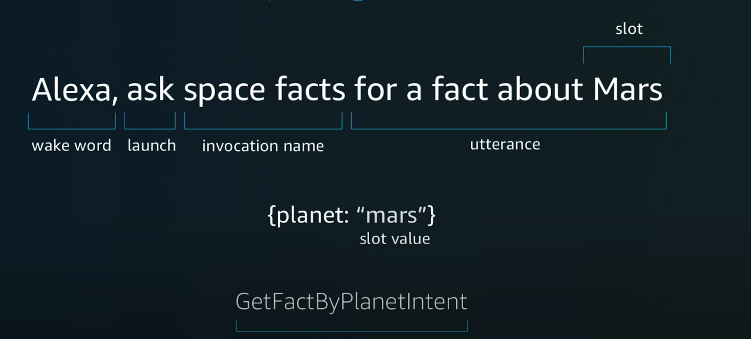 slot
Alexa, ask space facts for a fact about Mars
wake word launch invocation name utterance
{planet: “mars”}
slot value
GetFactByPlanetIntent